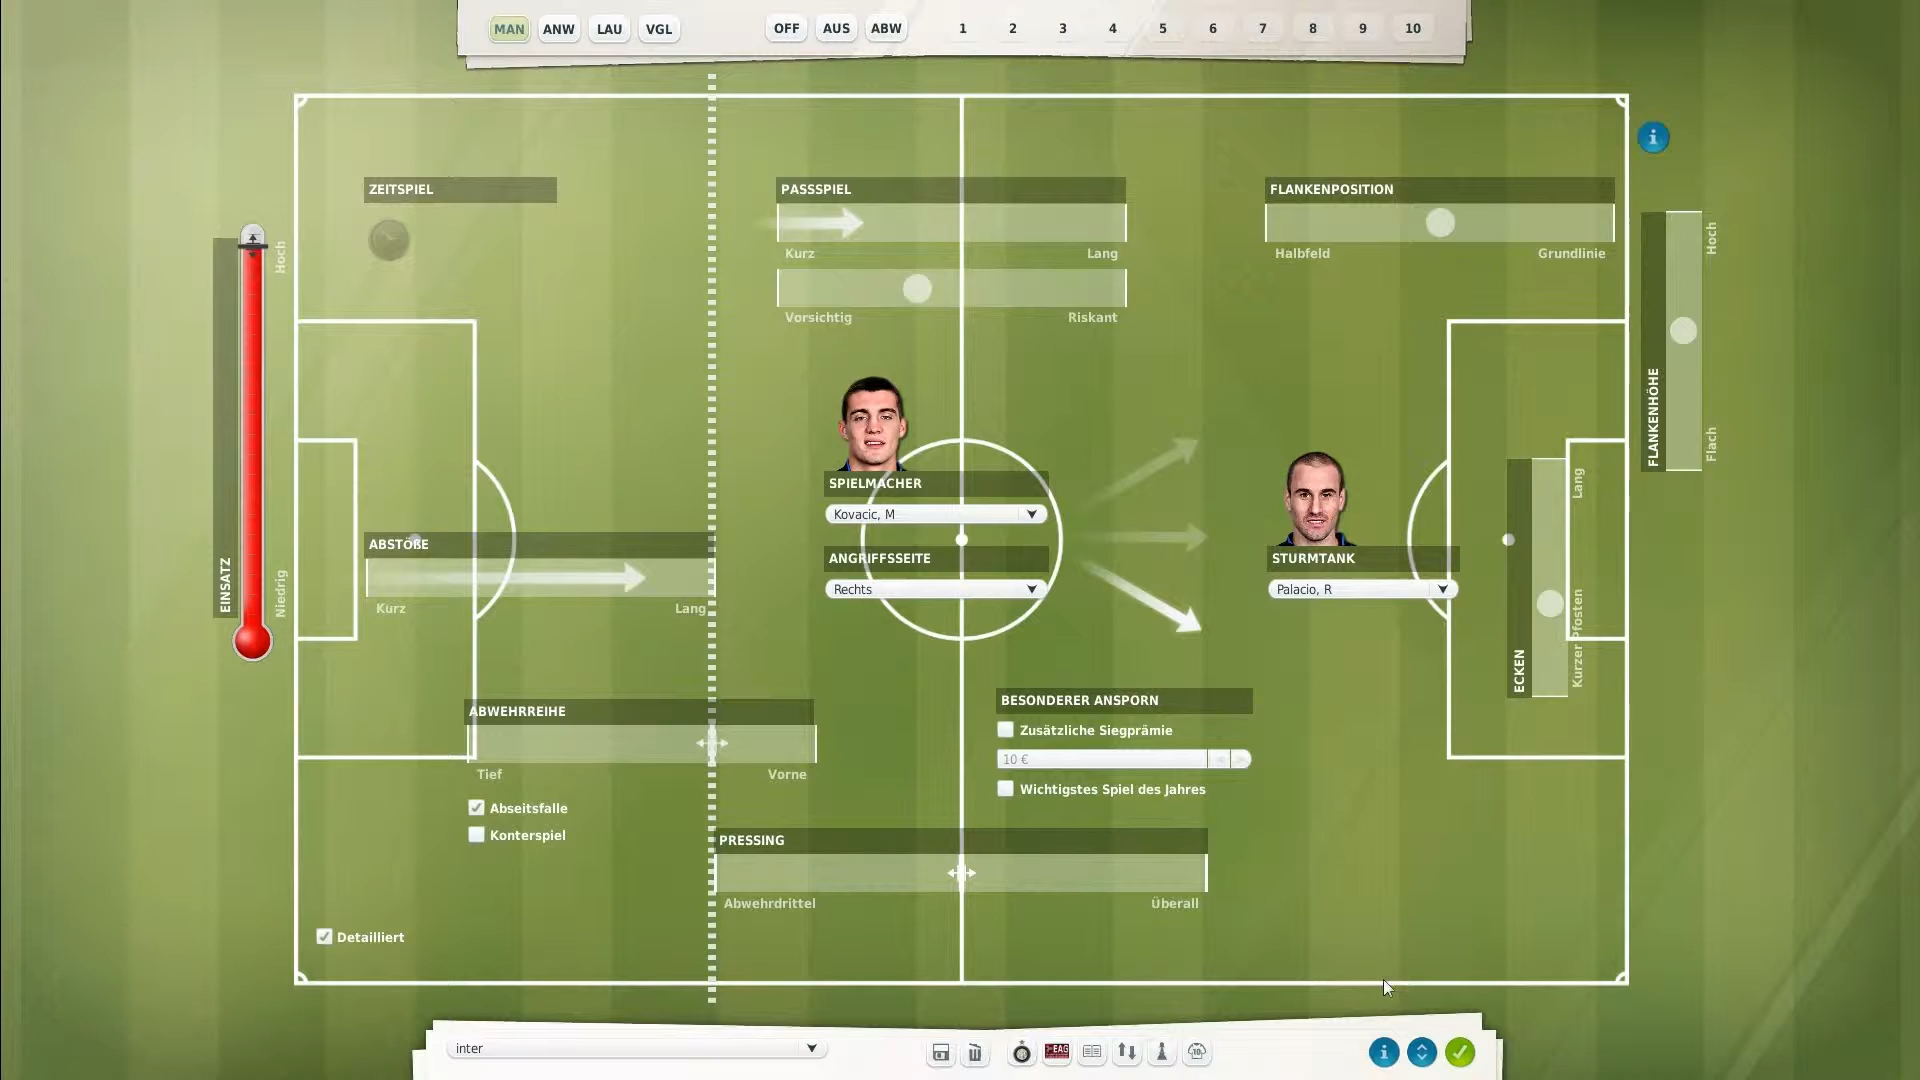 MAN ANW LAU VGL OFF AUS ABW 1 2 3 4 5 6 7 8 9 10
ZEITSPIEL
PASSSPIEL
Kurz Lang
Vorsichtig Riskant
FLANKENPOSITION
Halbfeld Grundlinie
Hoch
EINSATZ
Niedrig
Hoch
FLANKENHÖHE
Flach
SPIELMACHER
Kovacic, M
ANGRIFFSSEITE
Rechts
STURMTANK
Palacio, R
Lang
ECKEN
Kurzer Pfosten
ABSTÖßE
Kurz Lang
ABWEHRREIHE
Tief Vorne
Abseitsfalle
Konterspiel
BESONDERER ANSPORN
Zusätzliche Siegprämie
10 €
Wichtigstes Spiel des Jahres
PRESSING
Abwehrdrittel Überall
Detailliert
inter
EAG
10